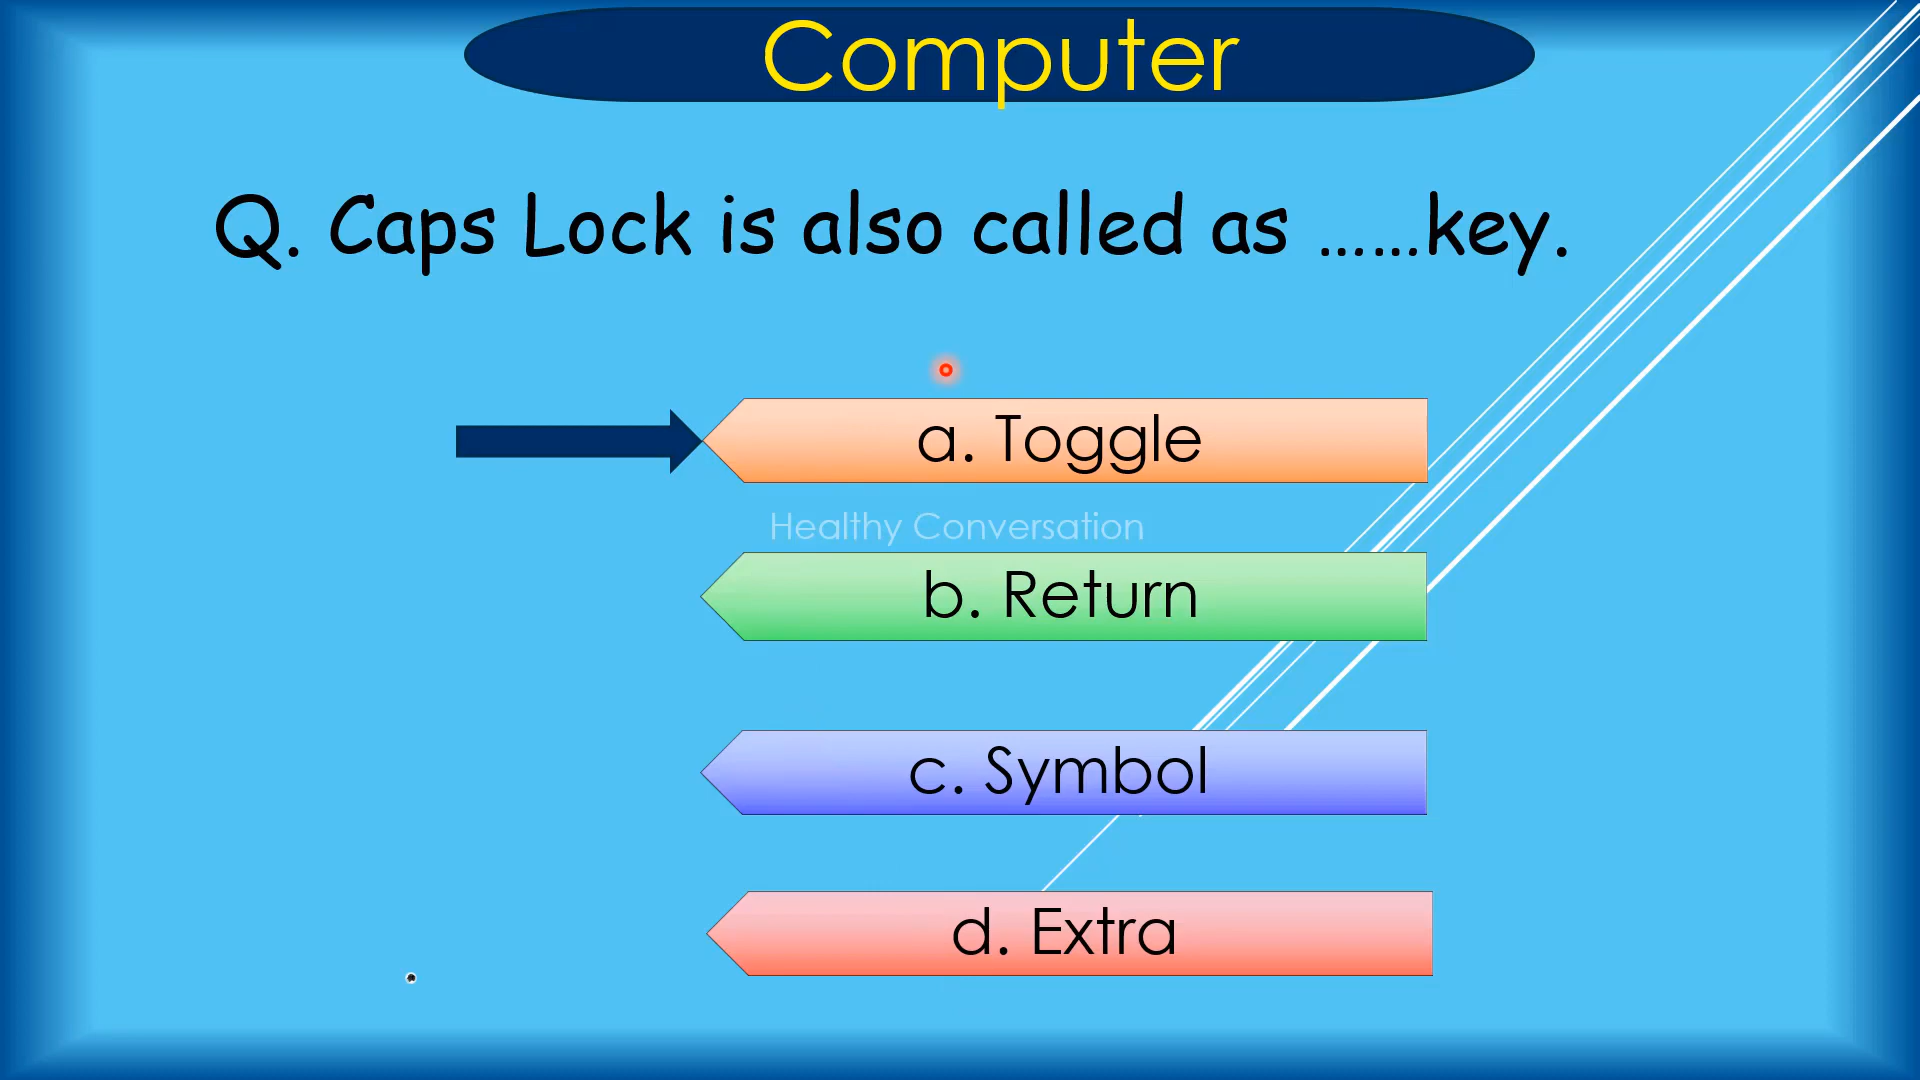 Computer
Q. Caps Lock is also called as ......key.
a. Toggle
Healthy Conversation
b. Return
c. Symbol
d. Extra